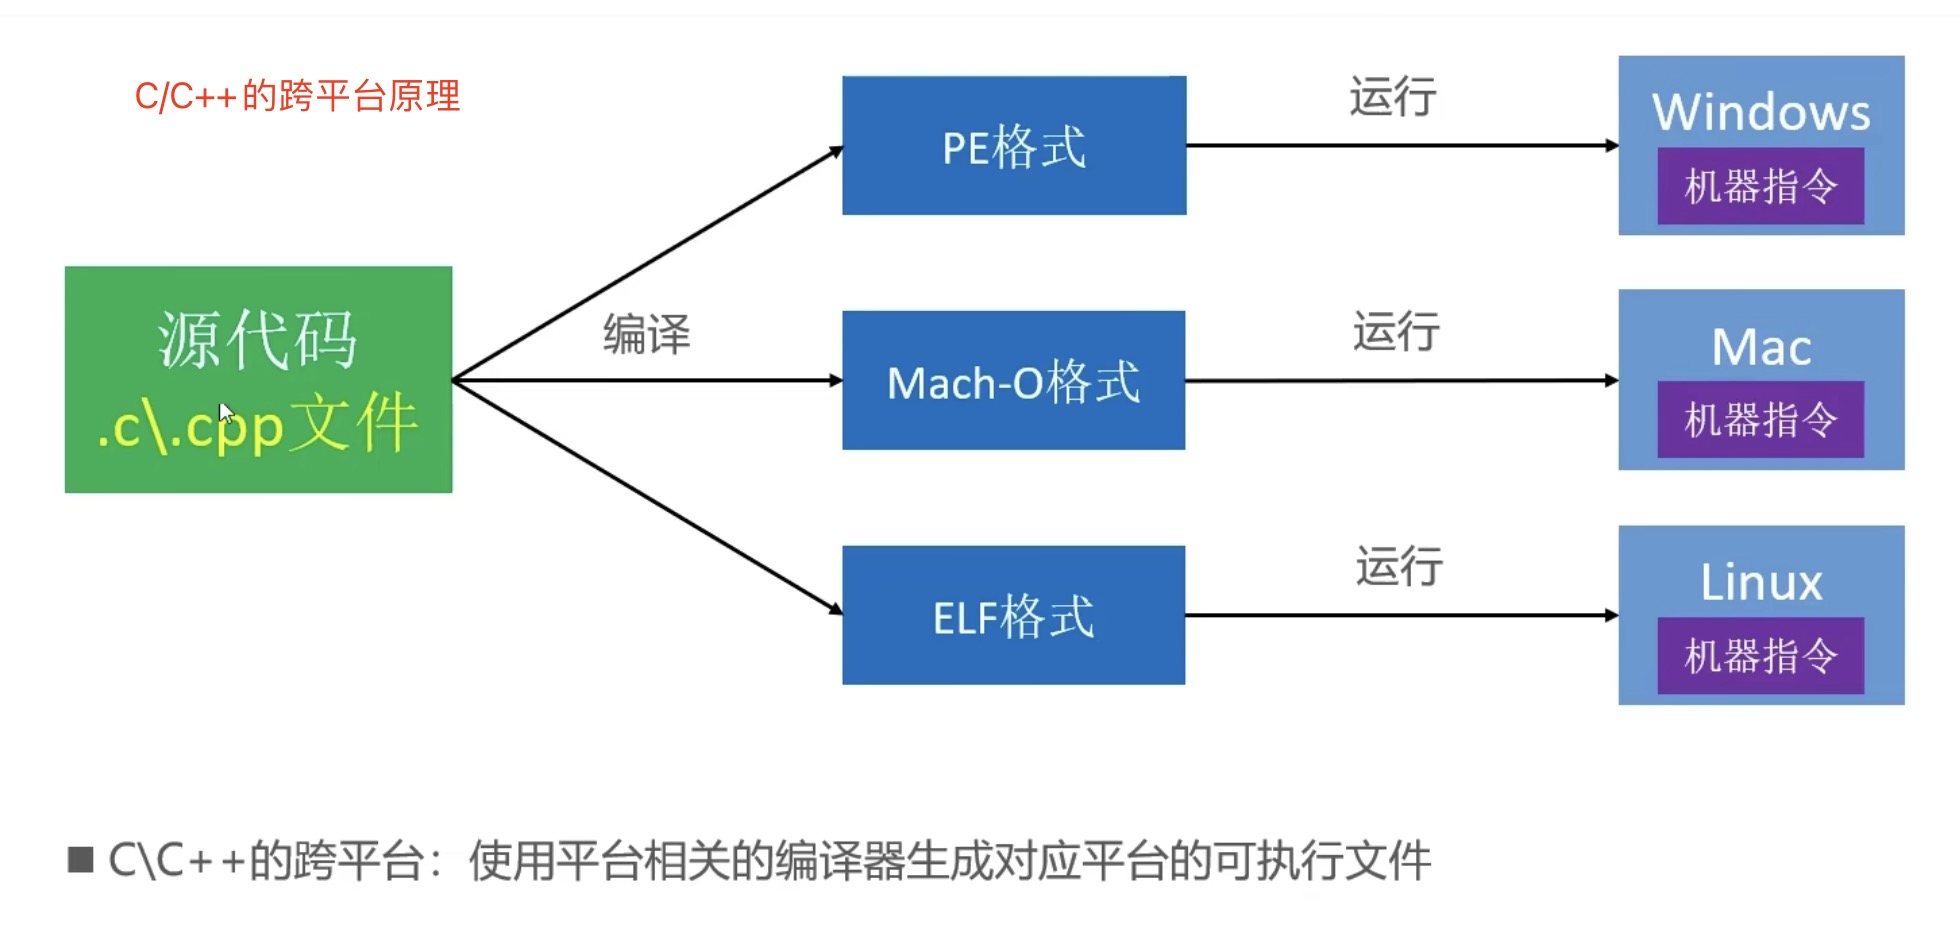 C/C++的跨平台原理
源代码
.c\.cpp文件
编译
PE格式
运行
Windows
机器指令
Mach-O格式
运行
Mac
机器指令
ELF格式
运行
Linux
机器指令
■ C\C++的跨平台：使用平台相关的编译器生成对应平台的可执行文件